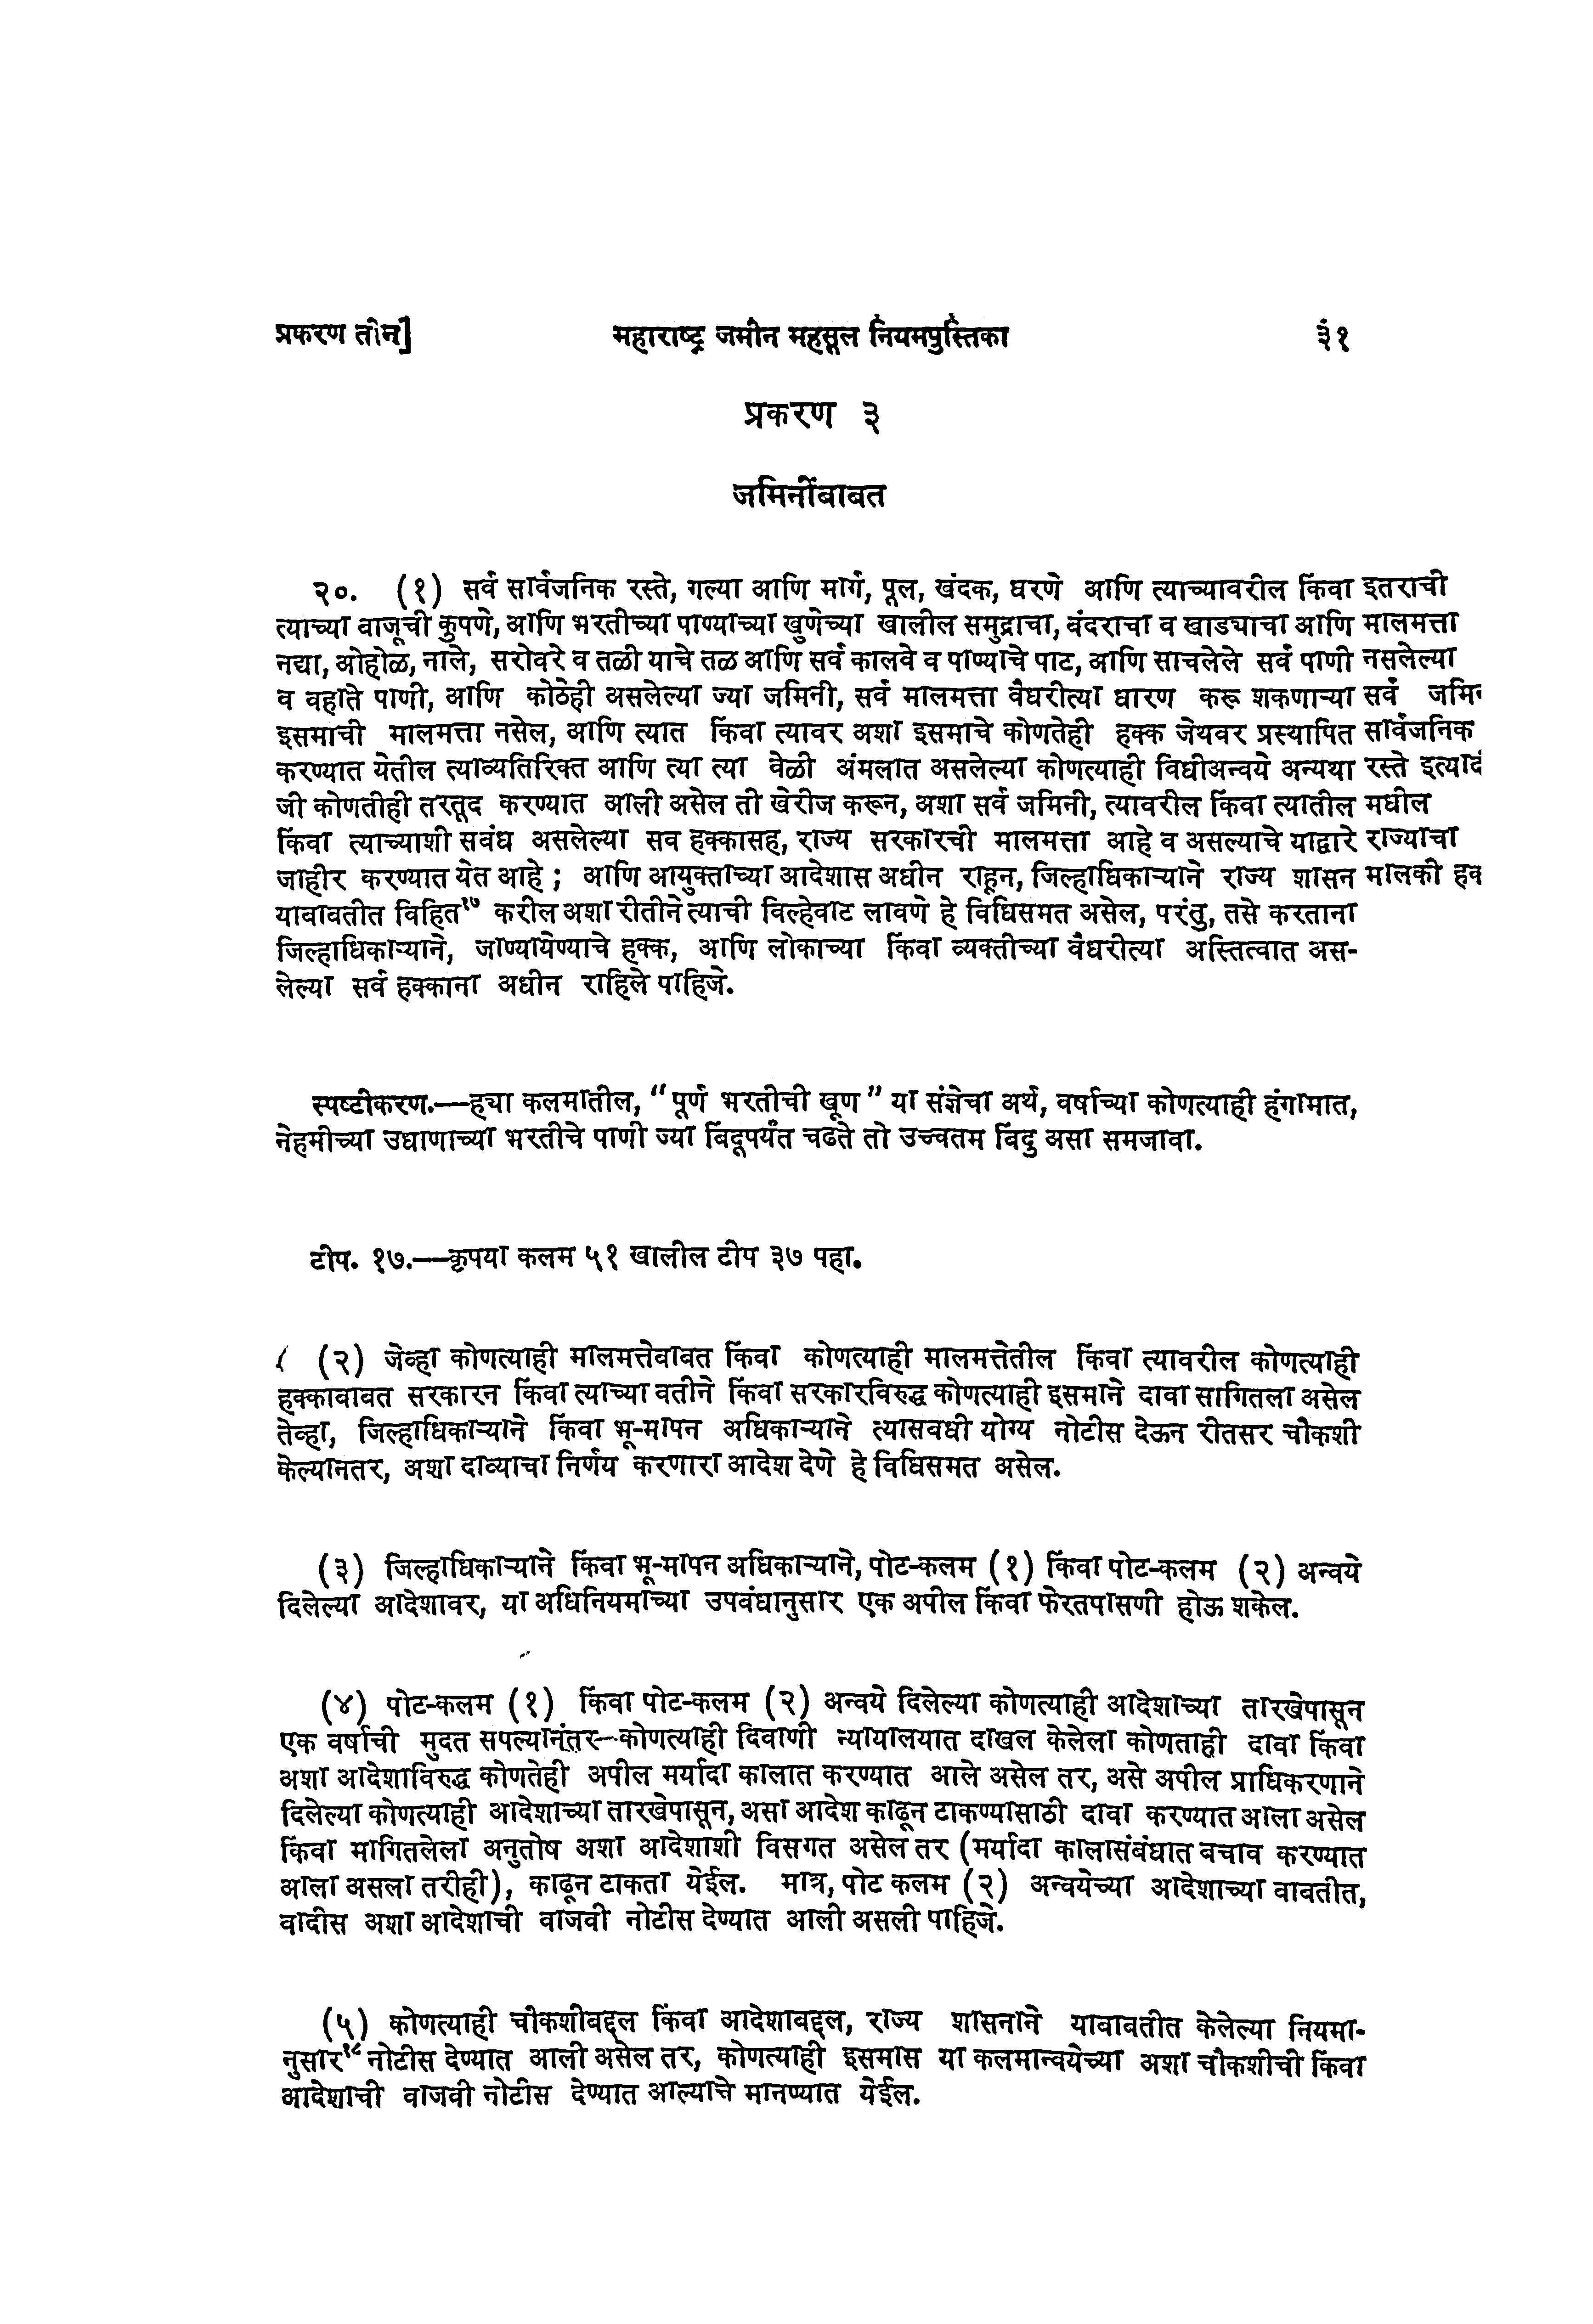 प्रकरण तीन]
महाराष्ट्र जमीन महसूल नियमपुस्तिका
३१
प्रकरण ३
जमिनींबाबत
२०. (१) सर्व सार्वजनिक रस्ते, गल्या आणि मार्ग, पूल, खंदक, धरणे आणि त्याच्यावरील किंवा
त्याच्या वाजूची कुपणे, आणि भरतीच्या पाण्याच्या खुणेच्या खालील समुद्राचा, वंदराचा व खाड्याचा आणि
नद्या, ओहोळ, नाले, सरोवरे व तळी याचे तळ आणि सर्व कालवे व पाण्याचे पाट, आणि साचलेले सर्व पाणी
व वहाते पाणी, आणि कोठेही असलेल्या ज्या जमिनी, सर्व मालमत्ता वैधरीत्या धारण करू शकणाऱ्या
इसमाची मालमत्ता नसेल, आणि त्यात किंवा त्यावर अशा इसमाचे कोणतेही हक्क जेयवर प्रस्थापित
करण्यात येतील त्याव्यतिरिक्त आणि त्या त्या वेळी अंमलात असलेल्या कोणत्याही विधीअन्वये अन्यथा
जी कोणतीही तरतूद करण्यात आली असेल ती खेरीज करून, अशा सर्व जमिनी, त्यावरील किंवा त्यातील
किंवा त्याच्याशी सवंध असलेल्या सव हक्कासह, राज्य सरकारची मालमत्ता आहे व असल्याचे याद्वारे
जाहीर करण्यात येत आहे ; आणि आयुक्ताच्या आदेशास अधीन राहून, जिल्हाधिकाऱ्याने राज्य शासन
यावावतीत विहित१७ करील अशा रीतीने त्याची विल्हेवाट लावणे हे विधिसमत असेल, परंतु, तसे करताना
जिल्हाधिकाऱ्याने, जाण्यायेण्याचे हक्क, आणि लोकाच्या किंवा व्यक्तीच्या वैधरीत्या अस्तित्वात अस-
लेल्या सर्व हक्काना अधीन राहिले पाहिजे.
इतराची
मालमत्ता
नसलेल्या
सर्व जमि
सार्वजनिक
रस्ते इत्याद
मधील
राज्याचा
मालकी हक
स्पष्टीकरण.—ह्या कलमातील, “पूर्ण भरतीची खूण” या संज्ञेचा अर्थ, वर्षाच्या कोणत्याही हंगामात,
नेहमीच्या उधाणाच्या भरतीचे पाणी ज्या बिंदूपर्यंत चढते तो उच्चतम बिंदु असा समजावा.
टीप. १७.—कृपया कलम ५१ खालील टीप ३७ पहा.
(२) जेव्हा कोणत्याही मालमत्तेवावत किंवा कोणत्याही मालमत्तेतील किंवा त्यावरील कोणत्याही
हक्काबावत सरकारन किंवा त्याच्या वतीने किंवा सरकारविरुद्ध कोणत्याही इसमाने दावा सागितला असेल
तेव्हा, जिल्हाधिकाऱ्याने किंवा भू-मापन अधिकाऱ्याने त्यासबधी योग्य नोटीस देऊन रीतसर चौकशी
केल्यानतर, अशा दाव्याचा निर्णय करणारा आदेश देणे हे विधिसमत असेल.
(३) जिल्हाधिकाऱ्याने किंवा भू-मापन अधिकाऱ्याने, पोट-कलम (१) किंवा पोट-कलम (२) अन्वये
दिलेल्या आदेशावर, या अधिनियमाच्या उपवंधानुसार एक अपील किंवा फेरतपासणी होऊ शकेल.
(४) पोट-कलम (१) किंवा पोट-कलम (२) अन्वये दिलेल्या कोणत्याही आदेशाच्या तारखेपासून
एक वर्षाची मुदत सपल्यानंतर—कोणत्याही दिवाणी न्यायालयात दाखल केलेला कोणताही दावा किंवा
अशा आदेशाविरुद्ध कोणतेही अपील मर्यादा कालात करण्यात आले असेल तर, असे अपील प्राधिकरणाने
दिलेल्या कोणत्याही आदेशाच्या तारखेपासून, असा आदेश काढून टाकण्यासाठी दावा करण्यात आला असेल
किंवा मागितलेला अनुतोष अशा आदेशाशी विसगत असेल तर (मर्यादा कालासंबंधात बचाव करण्यात
आला असला तरीही), काढून टाकता येईल. मात्र, पोट कलम (२) अन्वयेच्या आदेशाच्या वावतीत,
वादीस अशा आदेशाची वाजवी नोटीस देण्यात आली असली पाहिजे.
(५) कोणत्याही चौकशीबद्दल किंवा आदेशाबद्दल, राज्य शासनाने याबाबतीत केलेल्या नियमा-
नुसार१८ नोटीस देण्यात आली असेल तर, कोणत्याही इसमास या कलमान्वयेच्या अशा चौकशीची किंवा
आदेशाची वाजवी नोटीस देण्यात आल्याचे मानण्यात येईल.